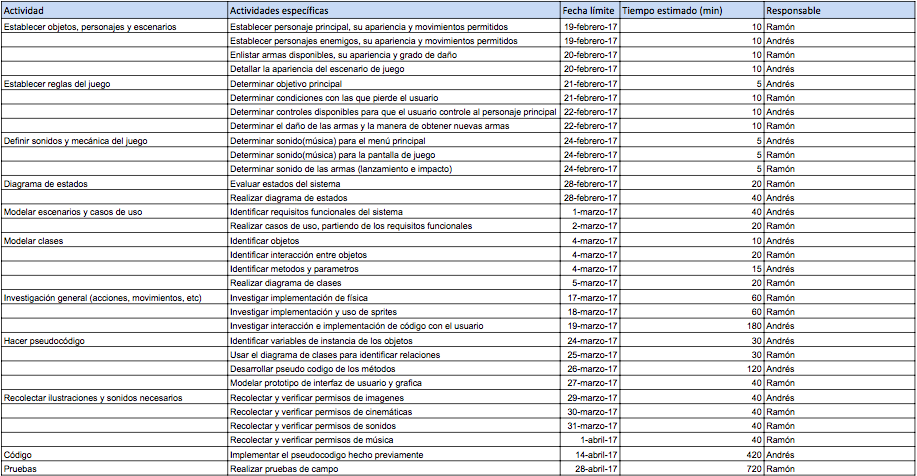 Actividad Actividades específicas Fecha límite Tiempo estimado (min) Responsable
Establecer objetos, personajes y escenarios Establecer personaje principal, su apariencia y movimientos permitidos 19-febrero-17 10 Ramón
Establecer personajes enemigos, su apariencia y movimientos permitidos 19-febrero-17 10 Andrés
Enlistar armas disponibles, su apariencia y grado de daño 20-febrero-17 10 Ramón
Detallar la apariencia del escenario de juego 20-febrero-17 10 Andrés
Establecer reglas del juego Determinar objetivo principal 21-febrero-17 5 Andrés
Determinar condiciones con las que pierde el usuario 21-febrero-17 10 Ramón
Determinar controles disponibles para que el usuario controle al personaje principal 22-febrero-17 10 Andrés
Determinar el daño de las armas y la manera de obtener nuevas armas 22-febrero-17 10 Ramón
Definir sonidos y mecánica del juego Determinar sonido(música) para el menú principal 24-febrero-17 5 Andrés
Determinar sonido(música) para la pantalla de juego 24-febrero-17 5 Ramón
Determinar sonido de las armas (lanzamiento e impacto) 24-febrero-17 5 Ramón
Diagrama de estados Evaluar estados del sistema 28-febrero-17 20 Ramón
Realizar diagrama de estados 28-febrero-17 40 Andrés
Modelar escenarios y casos de uso Identificar requisitos funcionales del sistema 1-marzo-17 40 Andrés
Realizar casos de uso, partiendo de los requisitos funcionales 2-marzo-17 20 Ramón
Modelar clases Identificar objetos 4-marzo-17 10 Andrés
Identificar interacción entre objetos 4-marzo-17 20 Ramón
Identificar metodos y parametros 4-marzo-17 15 Andrés
Realizar diagrama de clases 5-marzo-17 20 Ramón
Investigación general (acciones, movimientos, etc) Investigar implementación de física 17-marzo-17 60 Ramón
Investigar implementación y uso de sprites 18-marzo-17 60 Ramón
Investigar interacción e implementación de código con el usuario 19-marzo-17 180 Andrés
Hacer pseudocódigo Identificar variables de instancia de los objetos 24-marzo-17 30 Andrés
Usar el diagrama de clases para identificar relaciones 25-marzo-17 30 Ramón
Desarrollar pseudo codigo de los métodos 26-marzo-17 120 Andrés
Modelar prototipo de interfaz de usuario y grafica 27-marzo-17 40 Ramón
Recolectar ilustraciones y sonidos necesarios Recolectar y verificar permisos de imagenes 29-marzo-17 40 Andrés
Recolectar y verificar permisos de cinemáticas 30-marzo-17 40 Ramón
Recolectar y verificar permisos de sonidos 31-marzo-17 40 Ramón
Recolectar y verificar permisos de música 1-abril-17 40 Ramón
Código Implementar el pseudocodigo hecho previamente 14-abril-17 420 Andrés
Pruebas Realizar pruebas de campo 28-abril-17 720 Ramón